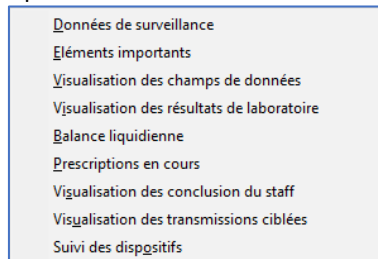 Données de surveillance
Eléments importants
Visualisation des champs de données
Visualisation des résultats de laboratoire
Balance liquidienne
Prescriptions en cours
Visualisation des conclusion du staff
Visualisation des transmissions ciblées
Suivi des dispositifs